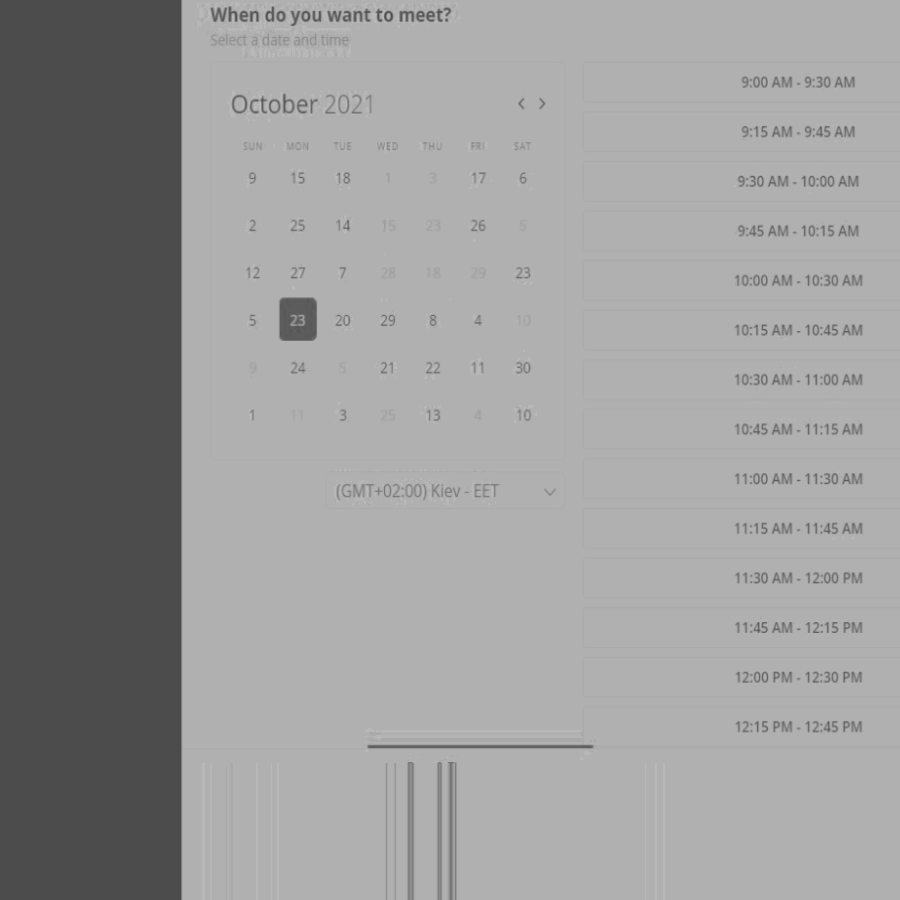 When do you want to meet?
Select a date and time
October 2021
SUN MON TUE WED THU FRI SAT
9 15 18 1 3 17 6
2 25 14 15 23 26 5
12 27 7 28 18 29 23
5 23 20 29 8 4 10
9 24 5 21 22 11 30
1 11 3 25 13 4 10
(GMT+02:00) Kiev - EET
9:00 AM - 9:30 AM
9:15 AM - 9:45 AM
9:30 AM - 10:00 AM
9:45 AM - 10:15 AM
10:00 AM - 10:30 AM
10:15 AM - 10:45 AM
10:30 AM - 11:00 AM
10:45 AM - 11:15 AM
11:00 AM - 11:30 AM
11:15 AM - 11:45 AM
11:30 AM - 12:00 PM
11:45 AM - 12:15 PM
12:00 PM - 12:30 PM
12:15 PM - 12:45 PM